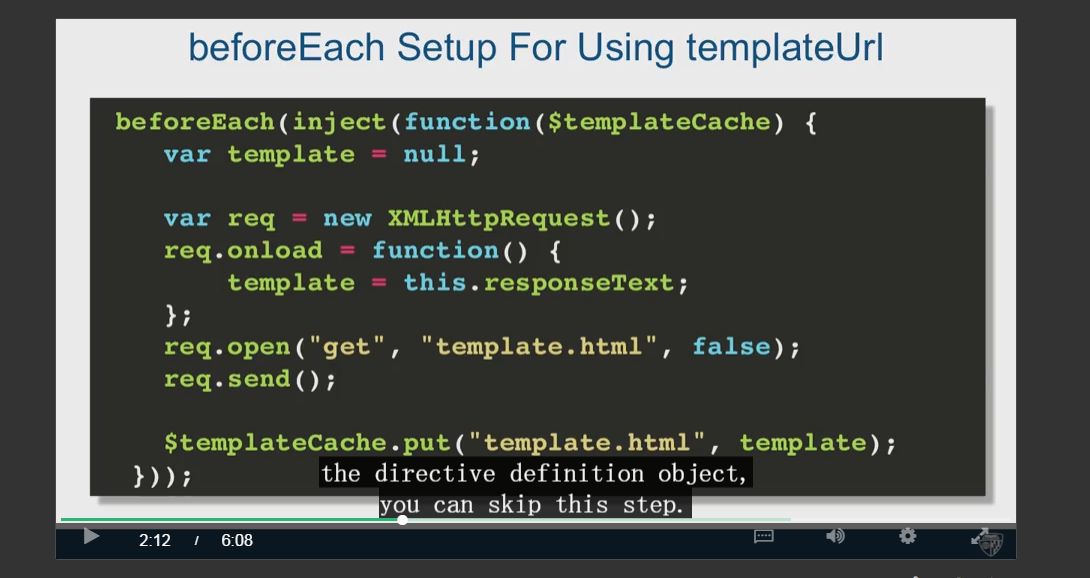 beforeEach Setup For Using templateUrl
beforeEach(inject(function($templateCache) {
var template = null;
var req = new XMLHttpRequest();
req.onload = function() {
template = this.responseText;
};
req.open("get", "template.html", false);
req.send();
$templateCache.put("template.html", template);
}));
the directive definition object,
you can skip this step.
2:12 / 6:08